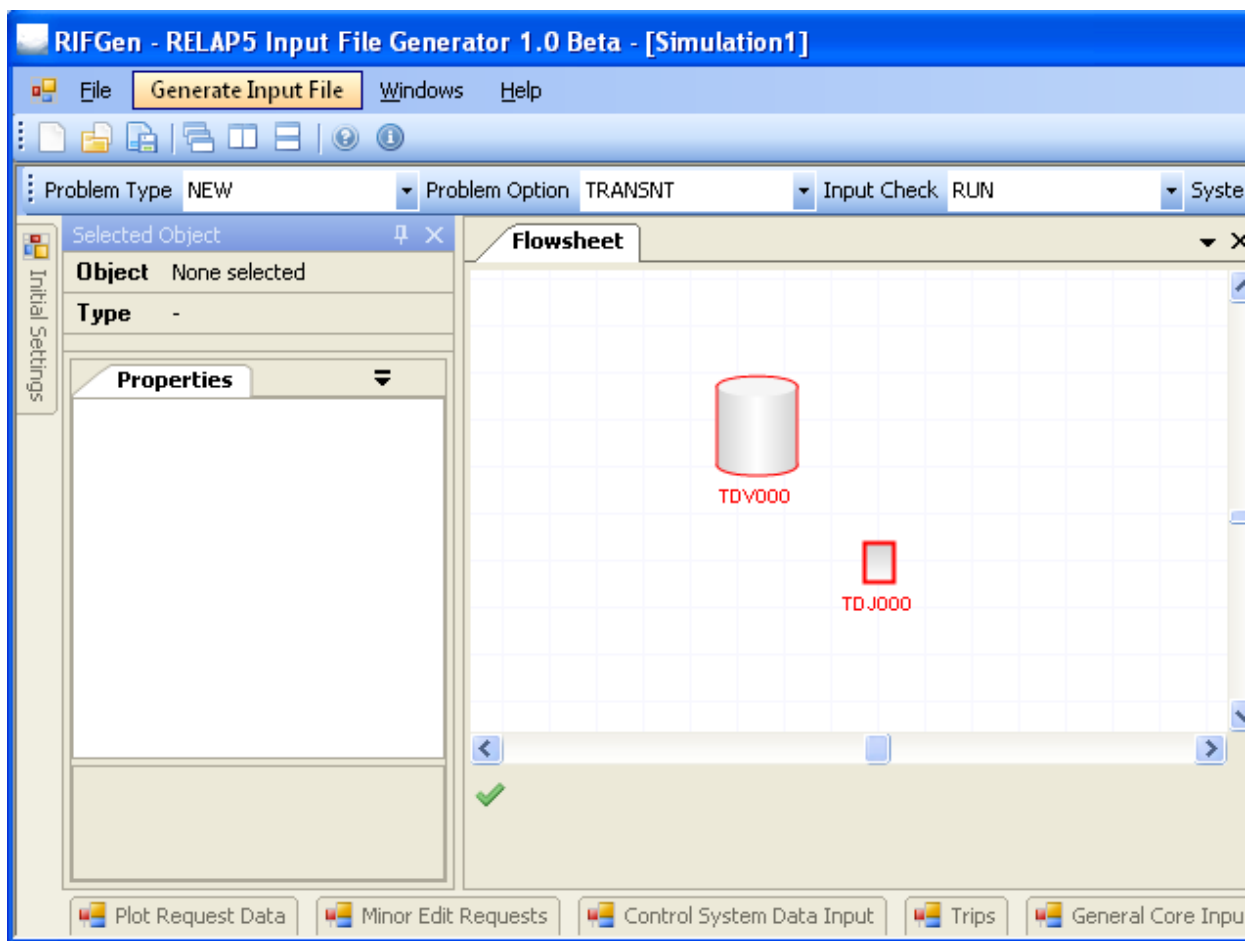 RIFGen - RELAP5 Input File Generator 1.0 Beta - [Simulation1]
File Generate Input File Windows Help
Problem Type NEW Problem Option TRANSNT Input Check RUN Syste
Initial Settings
Selected Object
Object None selected
Type -
Properties
Flowsheet
TDV000
TDJ000
Plot Request Data Minor Edit Requests Control System Data Input Trips General Core Inpu